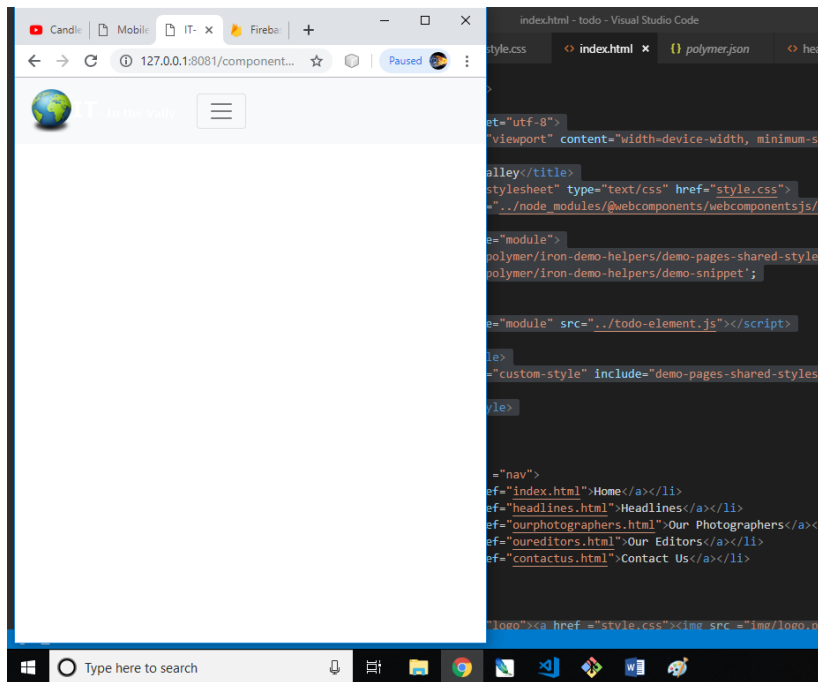 index.html - todo - Visual Studio Code
Candle
Mobile
IT-
Fireba
style.css
index.html
polymer.json
127.0.0.1:8081/component...
Paused
IT to the Vally
et="utf-8">
"viewport" content="width=device-width, minimum-s
alley</title>
stylesheet" type="text/css" href="style.css">
="../node_modules/@webcomponents/webcomponentsjs/
e="module">
polymer/iron-demo-helpers/demo-pages-shared-style
polymer/iron-demo-helpers/demo-snippet';
e="module" src="../todo-element.js"></script>
le>
="custom-style" include="demo-pages-shared-styles
yle>
="nav">
ef="index.html">Home</a></li>
ef="headlines.html">Headlines</a></li>
ef="ourphotographers.html">Our Photographers</a><
ef="oureditors.html">Our Editors</a></li>
ef="contactus.html">Contact Us</a></li>
"logo"><a href ="style.css"><img src ="img/logo.p
Type here to search